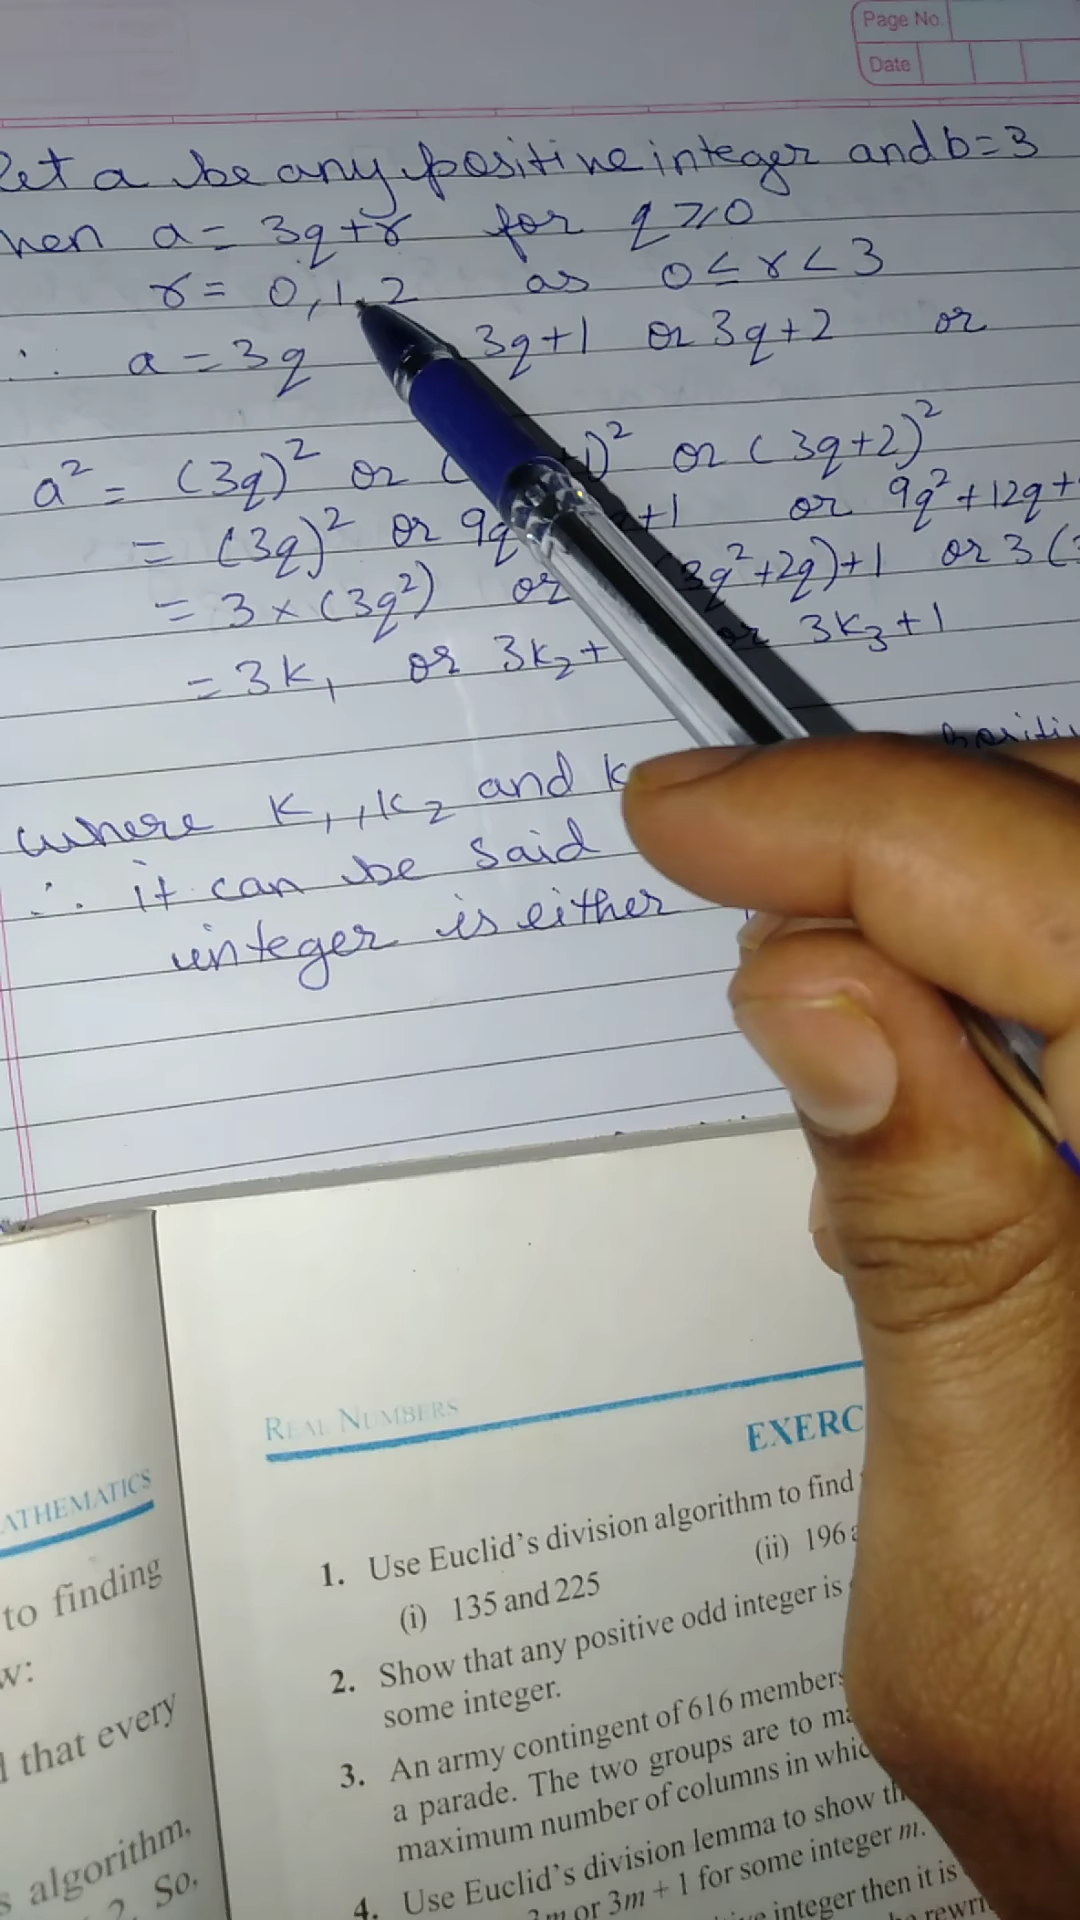 Page No.
Date
Let a be any positive integer and b=3
a= 3q+r for q≥0
r= 0,1,2 as 0≤r<3
∴ a=3q 3q+1 or 3q+2 or
a² = (3q)² or ( )² or (3q+2)²
= (3q)² or 9q +1 or 9q²+12q+
= 3×(3q²) or 3q²+2q)+1 or 3(
= 3k₁ or 3k₂+ or 3k₃+1
where k₁, k₂ and k
∴ it can be said
integer is either
REAL NUMBERS
EXERC
1. Use Euclid's division algorithm to find
(i) 135 and 225 (ii) 196
2. Show that any positive odd integer is
some integer.
3. An army contingent of 616 members
a parade. The two groups are to
maximum number of columns in
4. Use Euclid's division lemma to show
or 3m + 1 for some integer m.
integer then it is
ATHEMATICS
to finding
w:
that every
algorithm,
So,